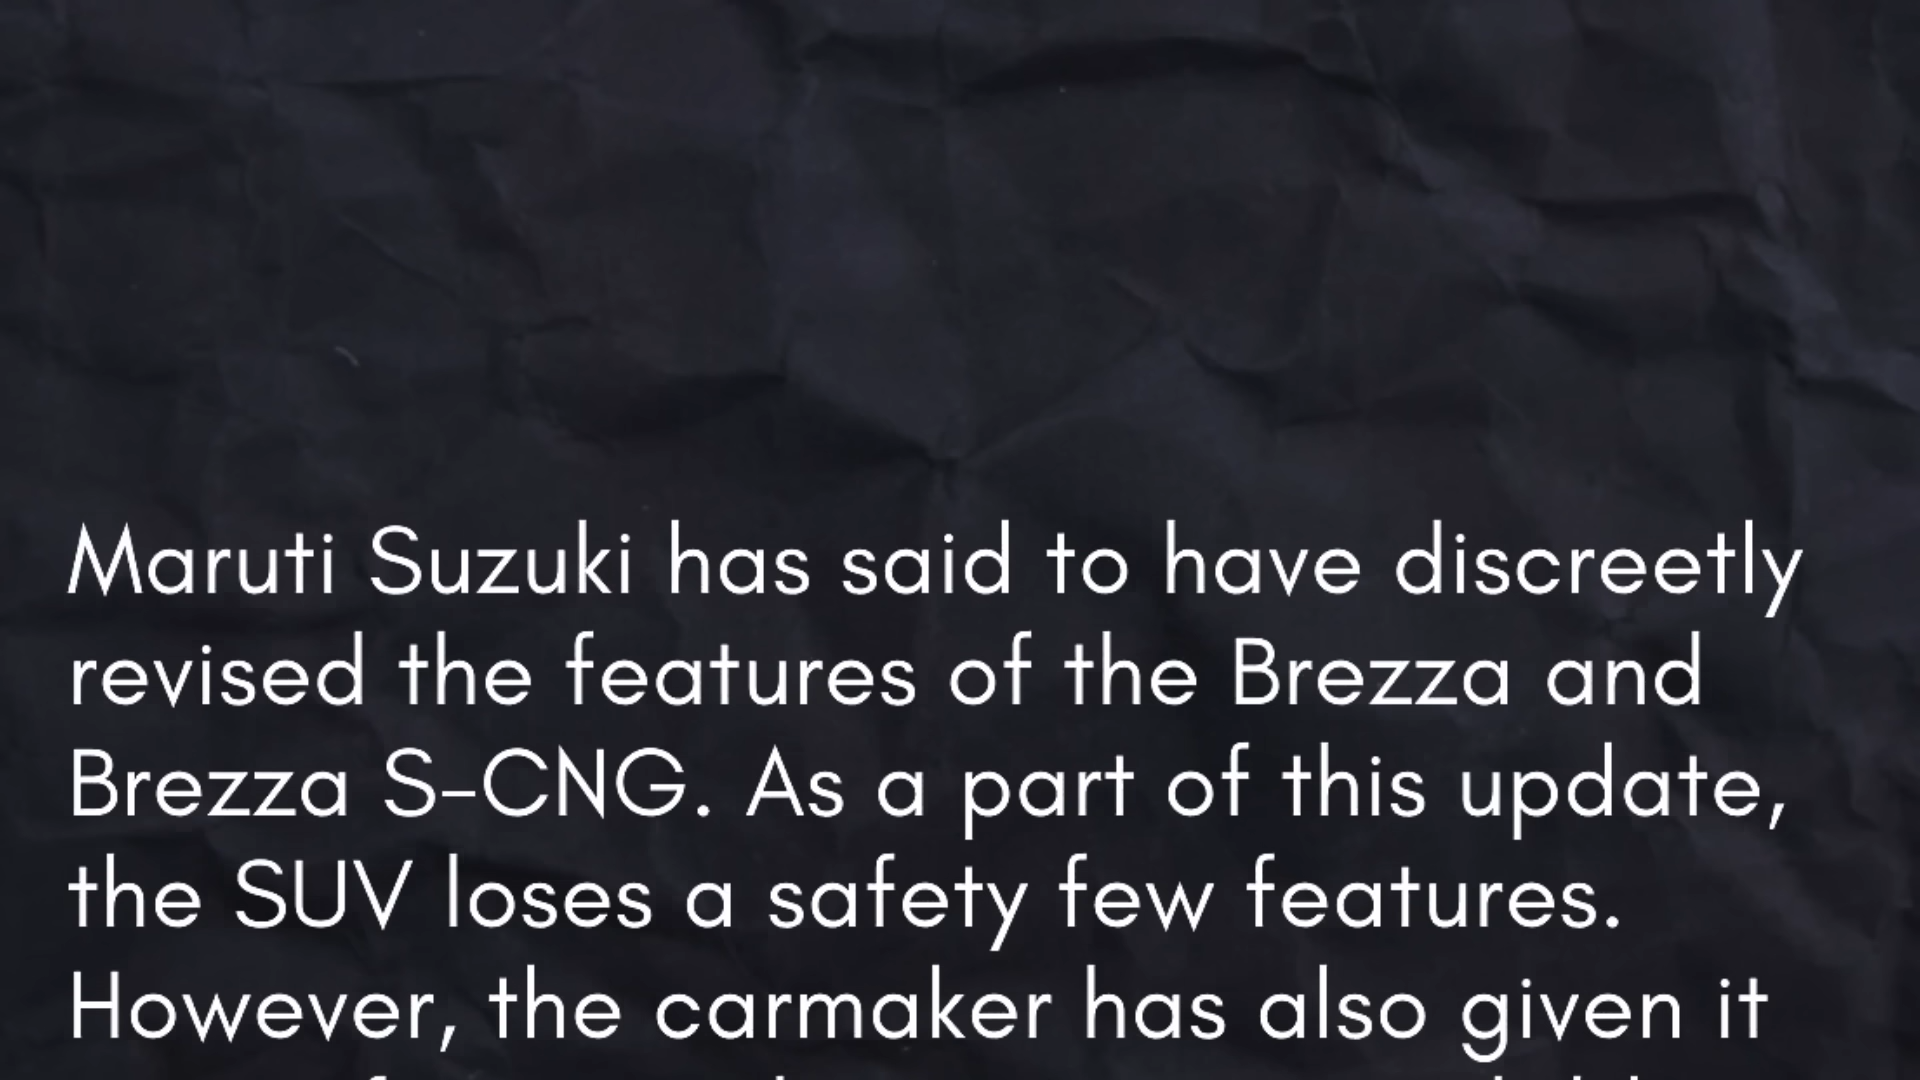 Maruti Suzuki has said to have discreetly
revised the features of the Brezza and
Brezza S-CNG. As a part of this update,
the SUV loses a safety few features.
However, the carmaker has also given it